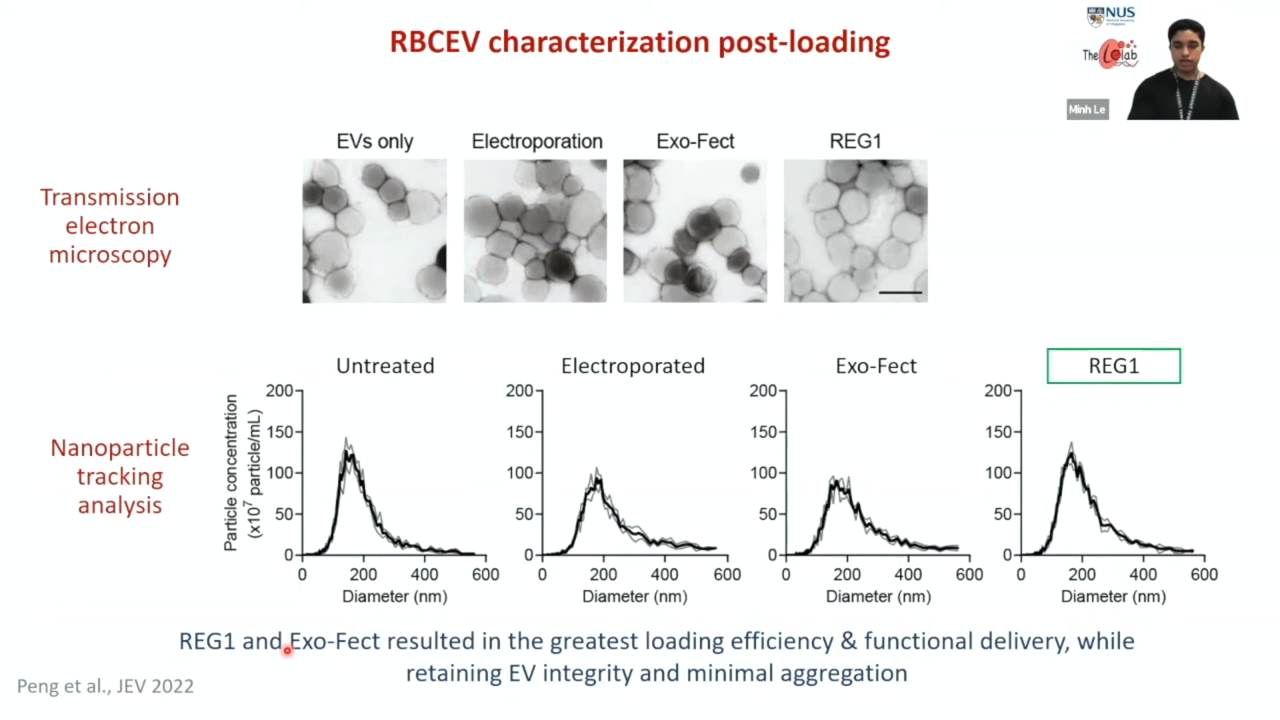 RBCEV characterization post-loading
NUS
The Le lab
Minh Le
EVs only
Electroporation
Exo-Fect
REG1
Transmission
electron
microscopy
Untreated
Electroporated
Exo-Fect
REG1
Nanoparticle
tracking
analysis
Particle concentration
(x10⁷ particle/mL)
200
150
100
50
0
0 200 400 600
Diameter (nm)
200
150
100
50
0
0 200 400 600
Diameter (nm)
200
150
100
50
0
0 200 400 600
Diameter (nm)
200
150
100
50
0
0 200 400 600
Diameter (nm)
REG1 and Exo-Fect resulted in the greatest loading efficiency & functional delivery, while
retaining EV integrity and minimal aggregation
Peng et al., JEV 2022